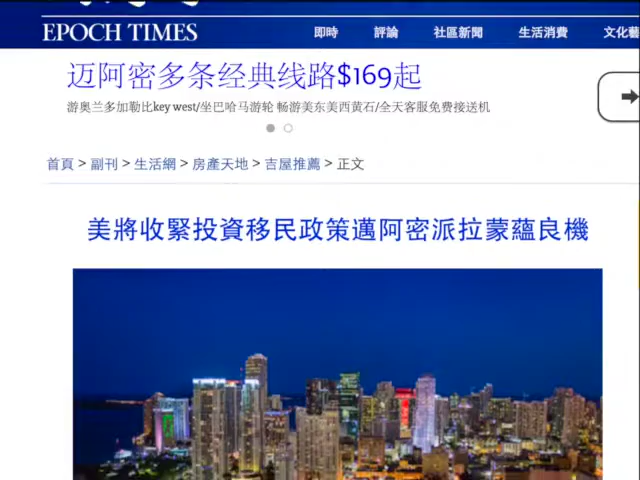 EPOCH TIMES
即時 評論 社區新聞 生活消費 文化藝
迈阿密多条经典线路$169起
游奥兰多加勒比key west/坐巴哈马游轮 畅游美东美西黄石/全天客服免费接送机
首頁 > 副刊 > 生活網 > 房產天地 > 吉屋推薦 > 正文
美將收緊投資移民政策邁阿密派拉蒙蘊良機